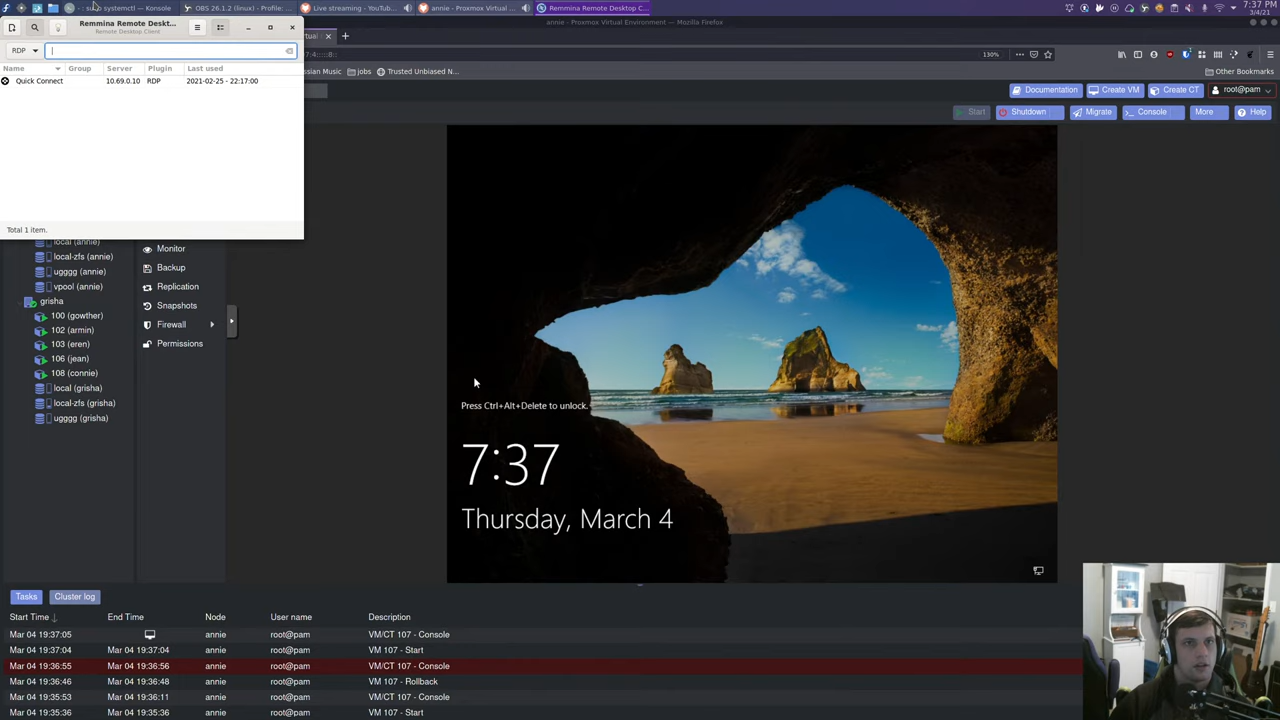 - : sudo systemctl — Konsole
OBS 26.1.2 (linux) - Profile: ...
Live streaming - YouTub...
annie - Proxmox Virtual ...
Remmina Remote Desktop C...
7:37 PM
3/4/21
Remmina Remote Deskt...
Remote Desktop Client
annie - Proxmox Virtual Environment — Mozilla Firefox
RDP
Name Group Server Plugin Last used
Quick Connect 10.69.0.10 RDP 2021-02-25 - 22:17:00
Total 1 item.
130%
jobs
Trusted Unbiased N...
Other Bookmarks
Documentation
Create VM
Create CT
root@pam
Start
Shutdown
Migrate
Console
More
Help
local (annie)
local-zfs (annie)
ugggg (annie)
vpool (annie)
grisha
100 (gowther)
102 (armin)
103 (eren)
106 (jean)
108 (connie)
local (grisha)
local-zfs (grisha)
ugggg (grisha)
Monitor
Backup
Replication
Snapshots
Firewall
Permissions
Press Ctrl+Alt+Delete to unlock.
7:37
Thursday, March 4
Tasks Cluster log
Start Time End Time Node User name Description
Mar 04 19:37:05 annie root@pam VM/CT 107 - Console
Mar 04 19:37:04 Mar 04 19:37:04 annie root@pam VM 107 - Start
Mar 04 19:36:55 Mar 04 19:36:56 annie root@pam VM/CT 107 - Console
Mar 04 19:36:46 Mar 04 19:36:48 annie root@pam VM 107 - Rollback
Mar 04 19:35:53 Mar 04 19:36:11 annie root@pam VM/CT 107 - Console
Mar 04 19:35:36 Mar 04 19:35:36 annie root@pam VM 107 - Start